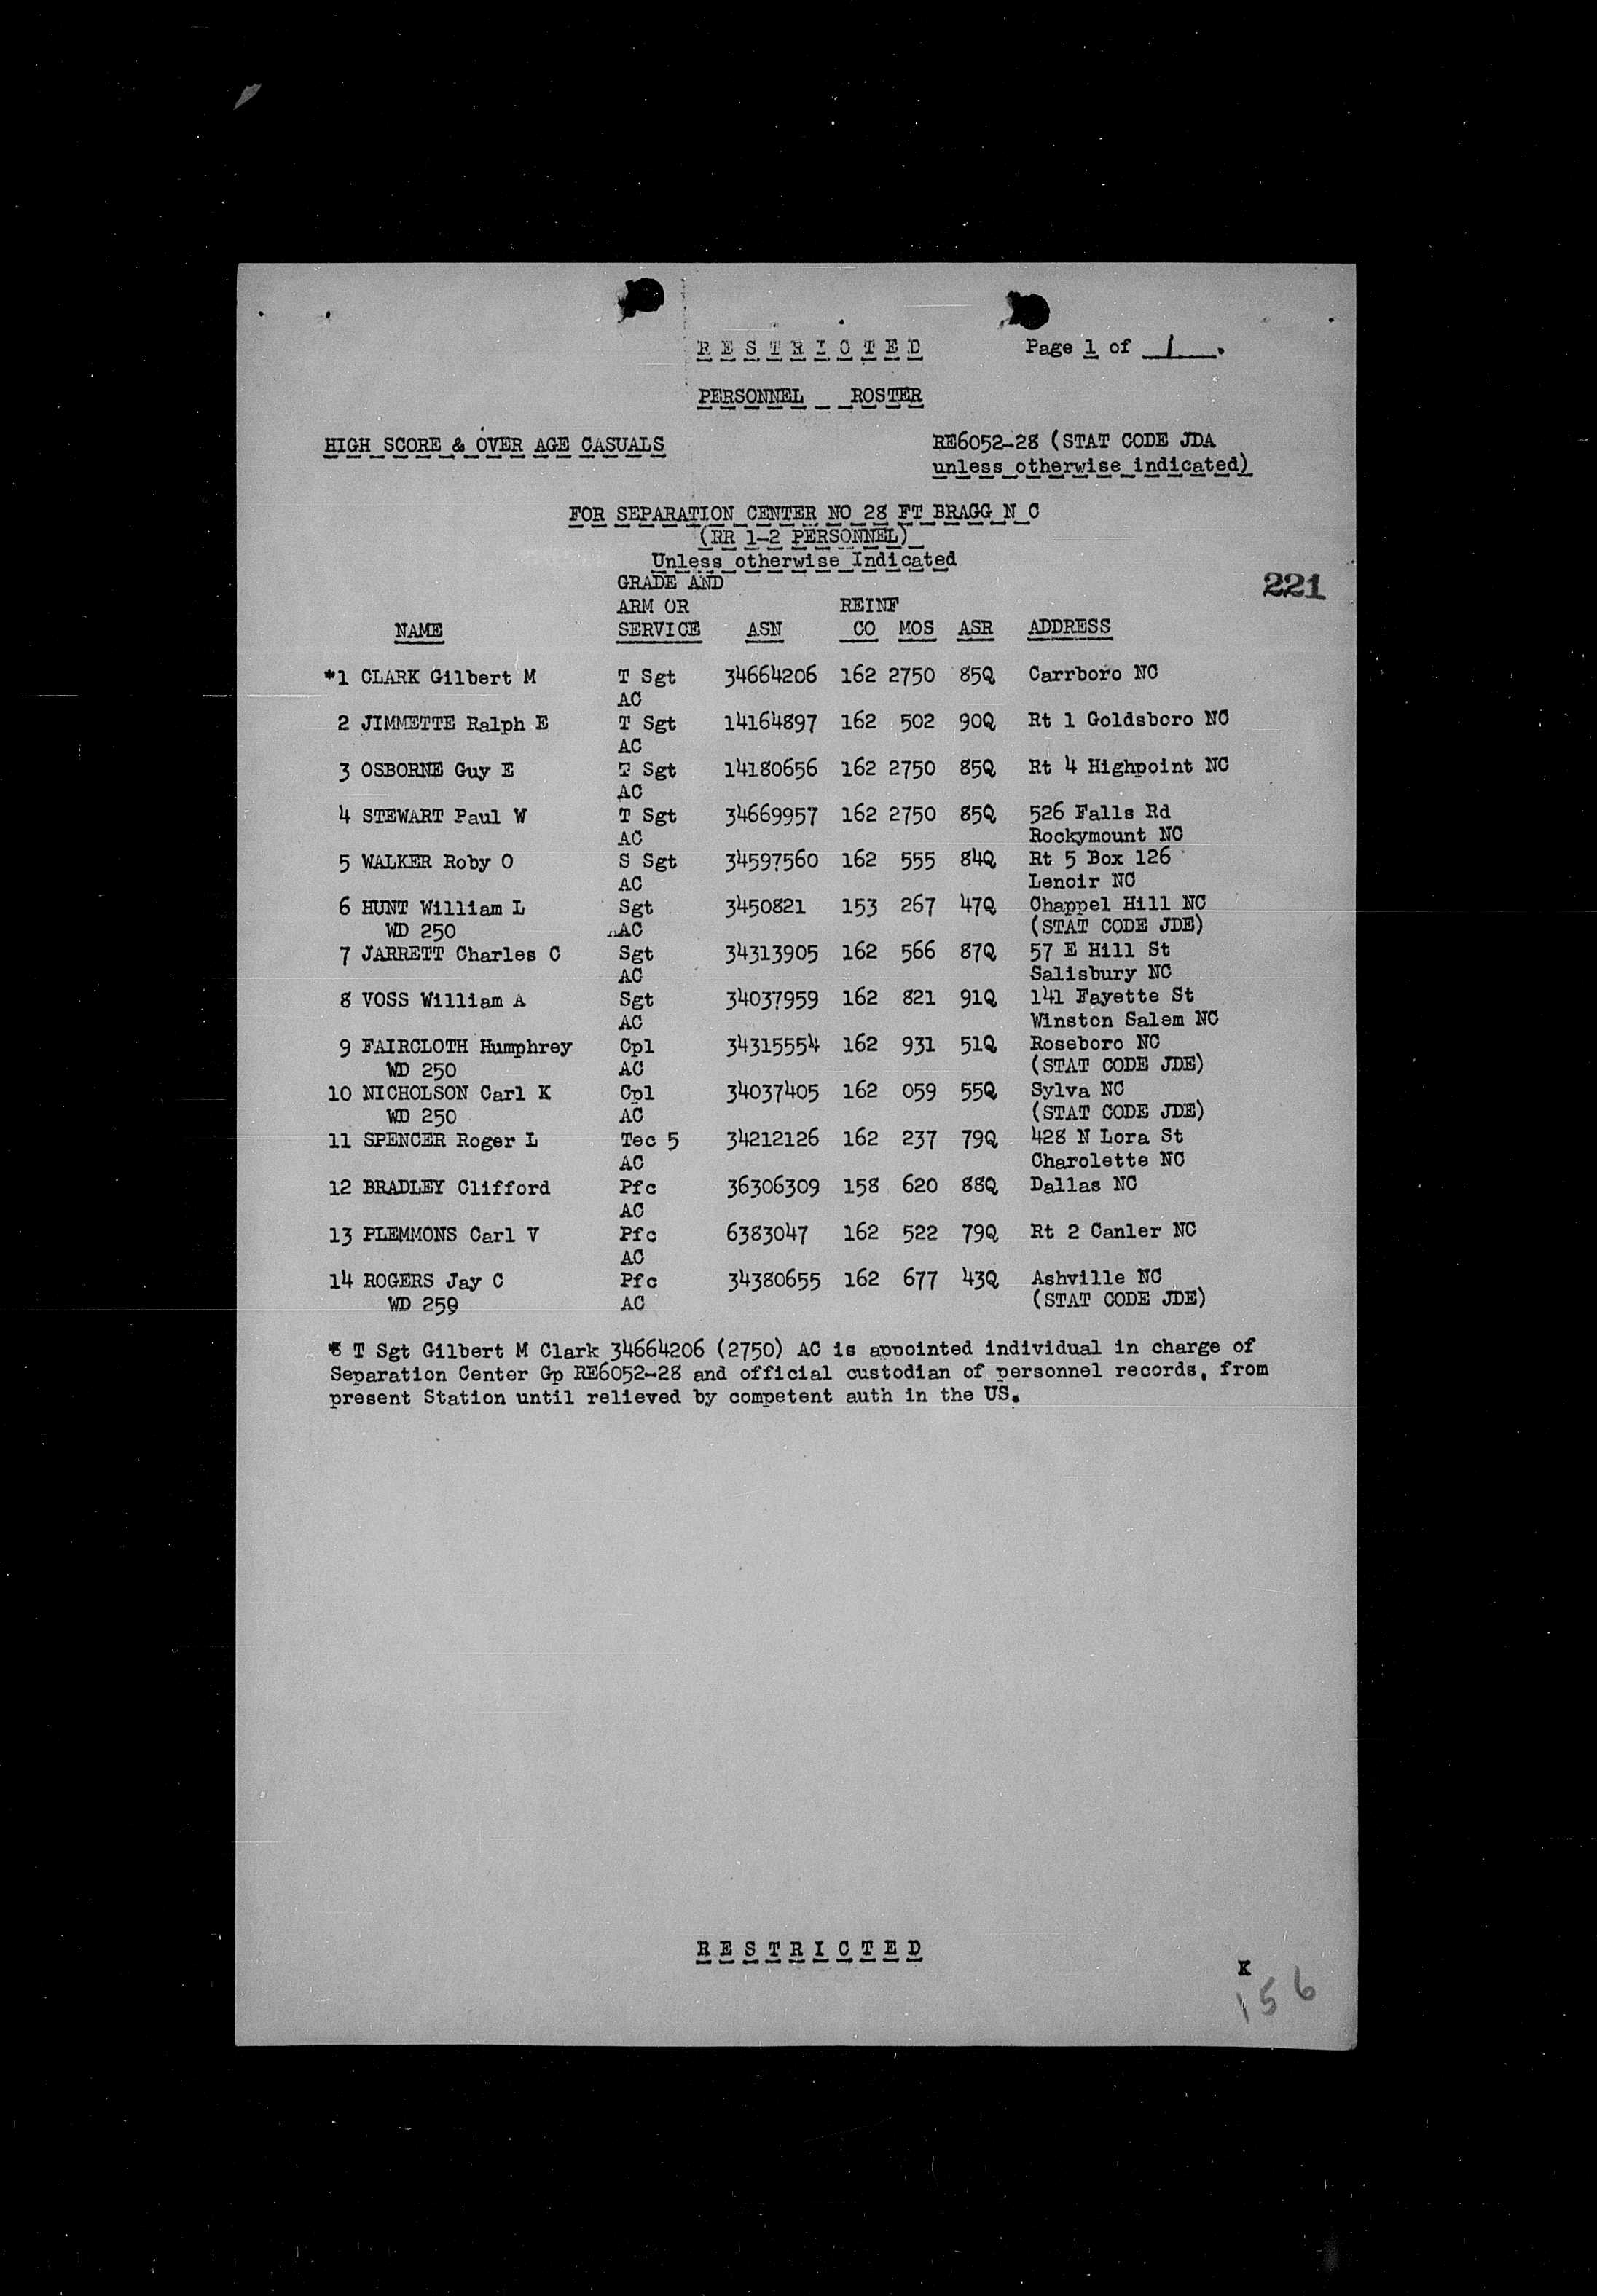 R E S T R I C T E D Page 1 of 1.
PERSONNEL ROSTER
HIGH SCORE & OVER AGE CASUALS RE6052-28 (STAT CODE JDA
unless otherwise indicated)
FOR SEPARATION CENTER NO 28 FT BRAGG N C
(RR 1-2 PERSONNEL)
Unless otherwise Indicated
GRADE AND
221
ARM OR REINF
NAME SERVICE ASN CO MOS ASR ADDRESS
*1 CLARK Gilbert M T Sgt 34664206 162 2750 85Q Carrboro NC
AC
2 JIMMETTE Ralph E T Sgt 14164897 162 502 90Q Rt 1 Goldsboro NC
AC
3 OSBORNE Guy E T Sgt 14180656 162 2750 85Q Rt 4 Highpoint NC
AC
4 STEWART Paul W T Sgt 34669957 162 2750 85Q 526 Falls Rd
AC Rockymount NC
5 WALKER Roby O S Sgt 34597560 162 555 84Q Rt 5 Box 126
AC Lenoir NC
6 HUNT William L Sgt 3450821 153 267 47Q Chappel Hill NC
WD 250 AAC (STAT CODE JDE)
7 JARRETT Charles C Sgt 34313905 162 566 87Q 57 E Hill St
AC Salisbury NC
8 VOSS William A Sgt 34037959 162 821 91Q 141 Fayette St
AC Winston Salem NC
9 FAIRCLOTH Humphrey Cpl 34315554 162 931 51Q Roseboro NC
WD 250 AC (STAT CODE JDE)
10 NICHOLSON Carl K Cpl 34037405 162 059 55Q Sylva NC
WD 250 AC (STAT CODE JDE)
11 SPENCER Roger L Tec 5 34212126 162 237 79Q 428 N Lora St
AC Charolette NC
12 BRADLEY Clifford Pfc 36306309 158 620 88Q Dallas NC
AC
13 PLEMMONS Carl V Pfc 6383047 162 522 79Q Rt 2 Canler NC
AC
14 ROGERS Jay C Pfc 34380655 162 677 43Q Ashville NC
WD 250 AC (STAT CODE JDE)
* T Sgt Gilbert M Clark 34664206 (2750) AC is appointed individual in charge of
Separation Center Gp RE6052-28 and official custodian of personnel records, from
present Station until relieved by competent auth in the US.
R E S T R I C T E D
K
156